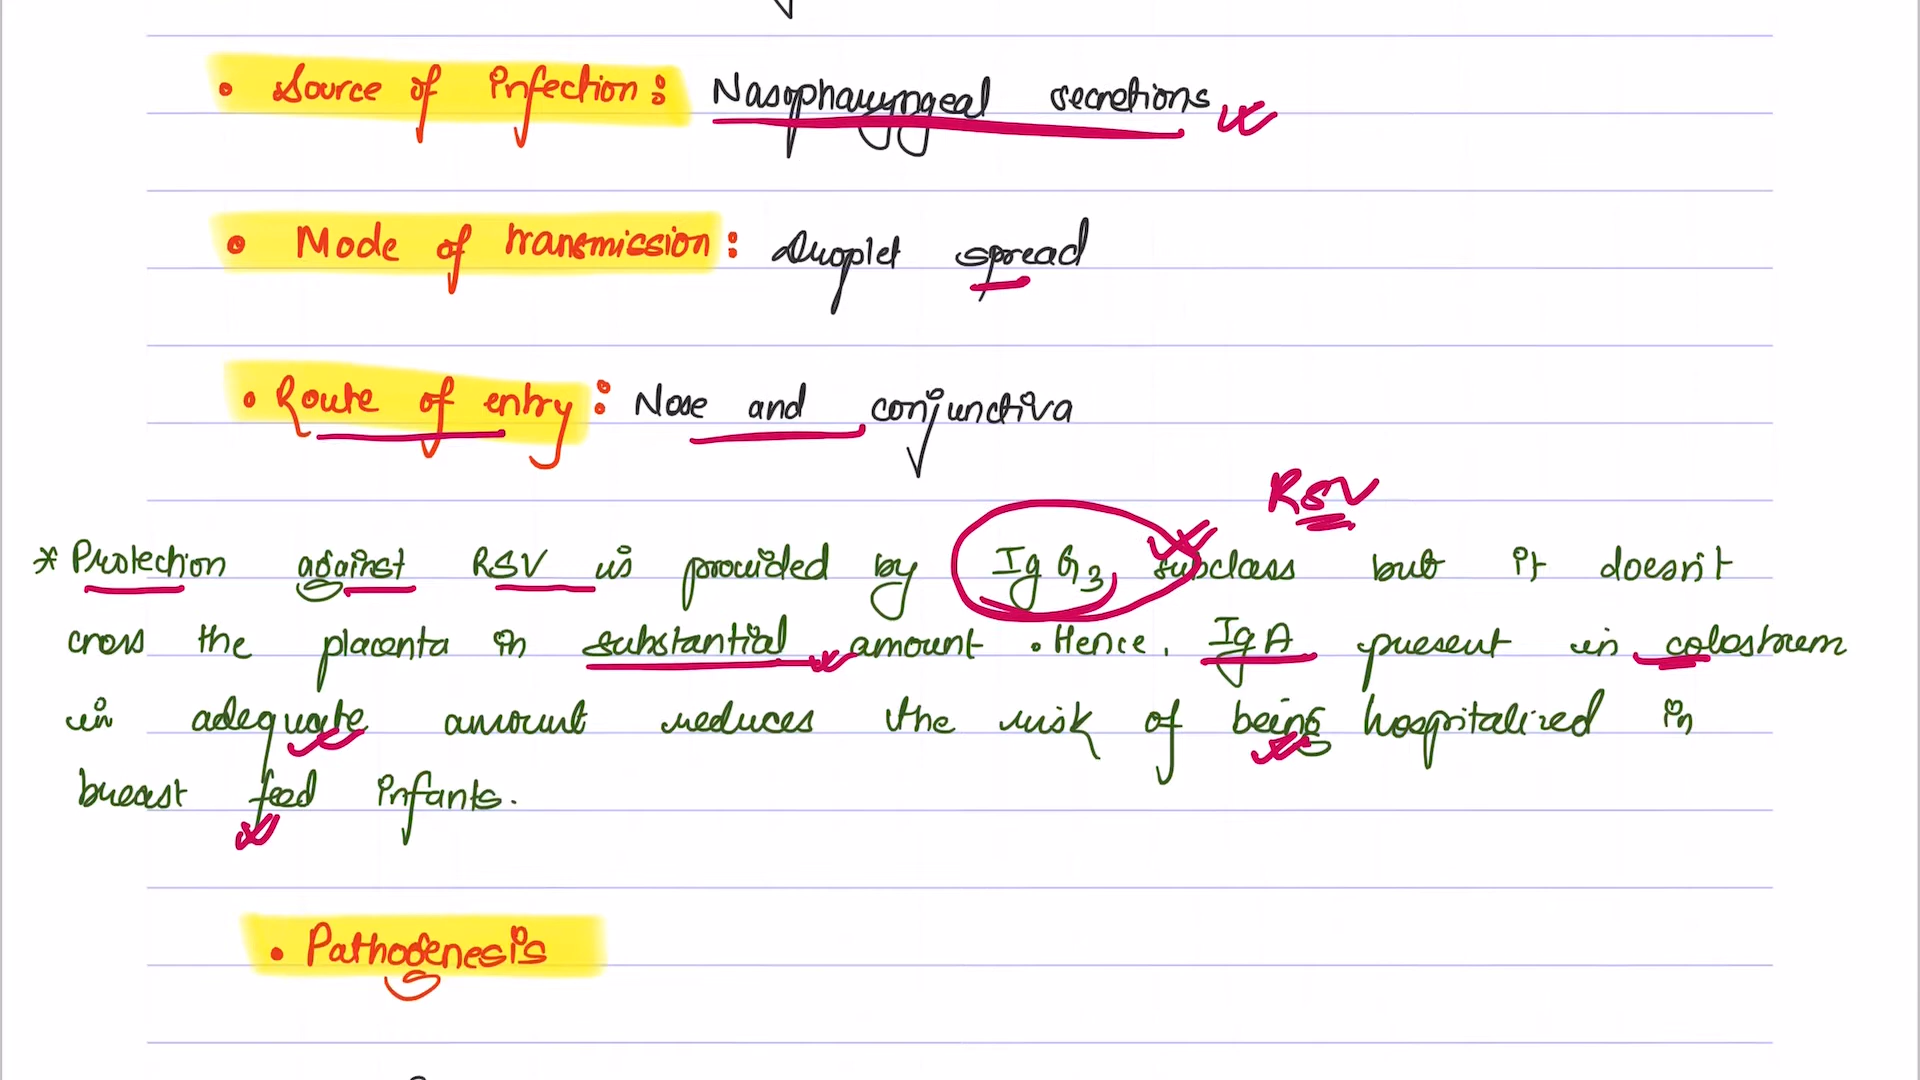 • Source of infection : Nasopharyngeal secretions
• Mode of transmission : Droplet spread
• Route of entry : Nose and conjunctiva
RSV
* Protection against RSV is provided by IgG3 subclass but it doesn't
cross the placenta in substantial amount . Hence , IgA present in colostrum
in adequate amount reduces the risk of being hospitalized in
breast feed infants.
• Pathogenesis